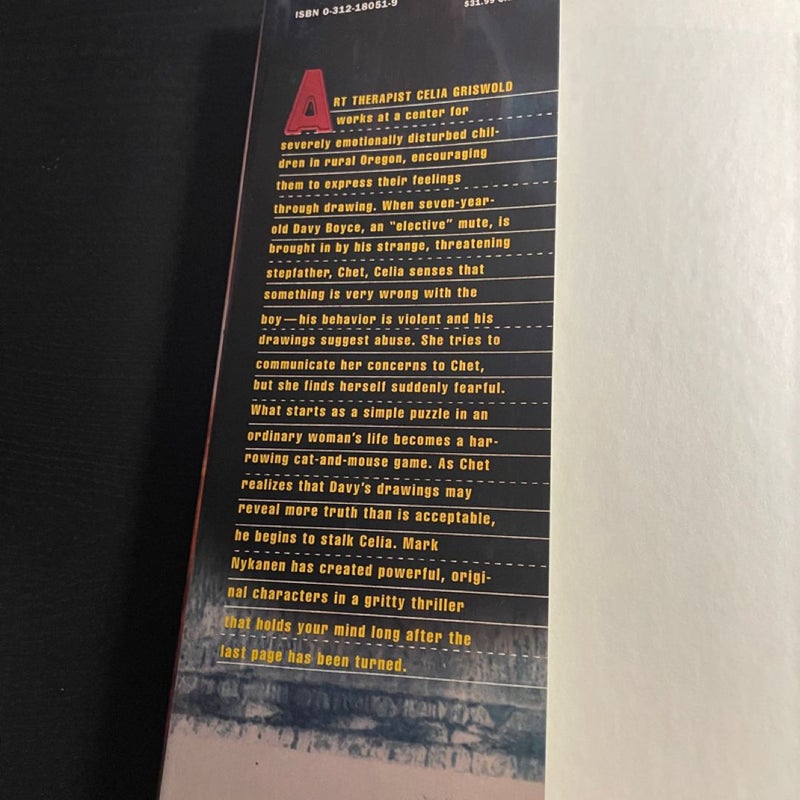 ISBN 0-312-18051-9
$31.99
ART THERAPIST CELIA GRISWOLD
works at a center for
severely emotionally disturbed chil-
dren in rural Oregon, encouraging
them to express their feelings
through drawing. When seven-year-
old Davy Boyce, an "elective" mute, is
brought in by his strange, threatening
stepfather, Chet, Celia senses that
something is very wrong with the
boy—his behavior is violent and his
drawings suggest abuse. She tries to
communicate her concerns to Chet,
but she finds herself suddenly fearful.
What starts as a simple puzzle in an
ordinary woman's life becomes a har-
rowing cat-and-mouse game. As Chet
realizes that Davy's drawings may
reveal more truth than is acceptable,
he begins to stalk Celia. Mark
Nykanen has created powerful, origi-
nal characters in a gritty thriller
that holds your mind long after the
last page has been turned.